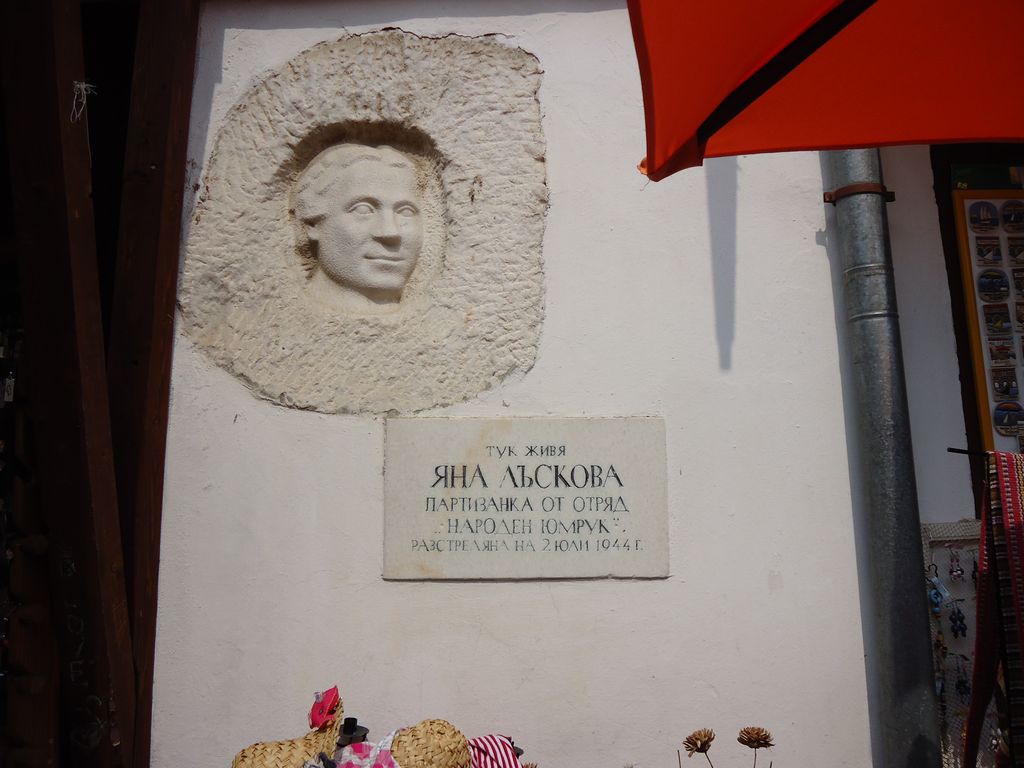 ТУК ЖИВЯ
ЯНА ЛЪСКОВА
ПАРТИЗАНКА ОТ ОТРЯД
"НАРОДЕН ЮМРУК".
РАЗСТРЕЛЯНА НА 2 ЮЛИ 1944 Г.